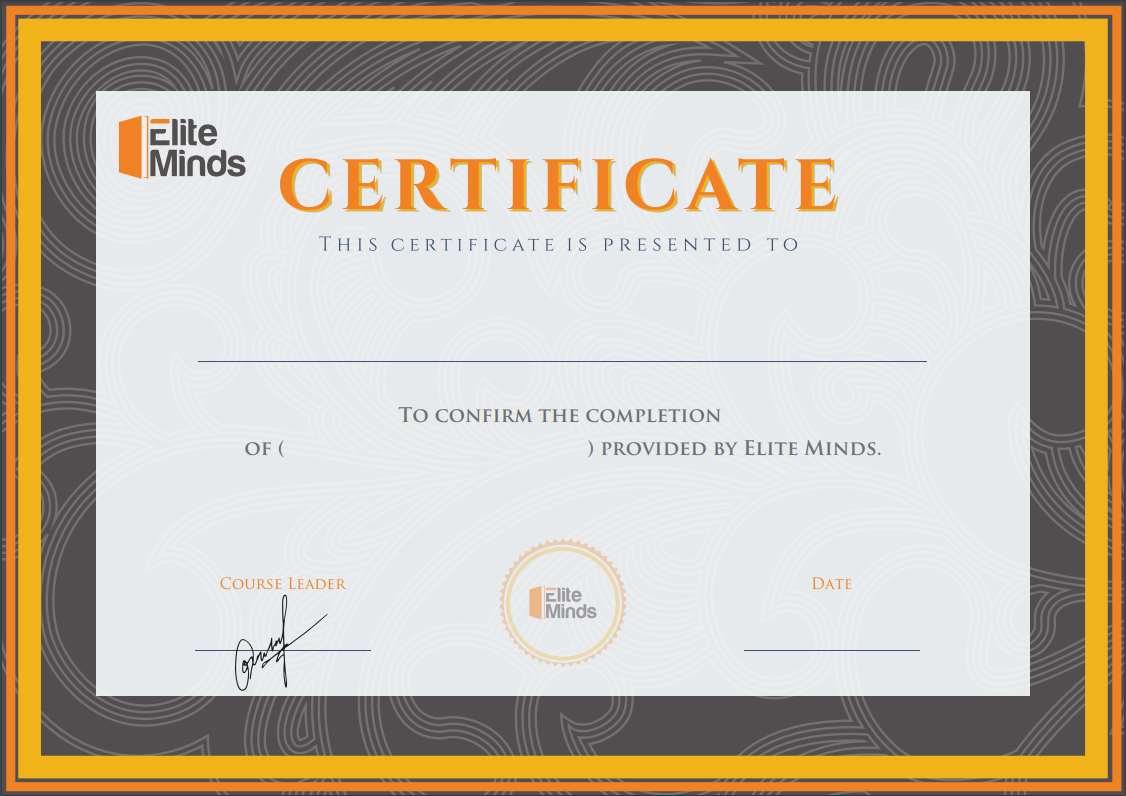 Elite
Minds
CERTIFICATE
THIS CERTIFICATE IS PRESENTED TO
TO CONFIRM THE COMPLETION
OF ( ) PROVIDED BY ELITE MINDS.
COURSE LEADER
DATE
Elite
Minds